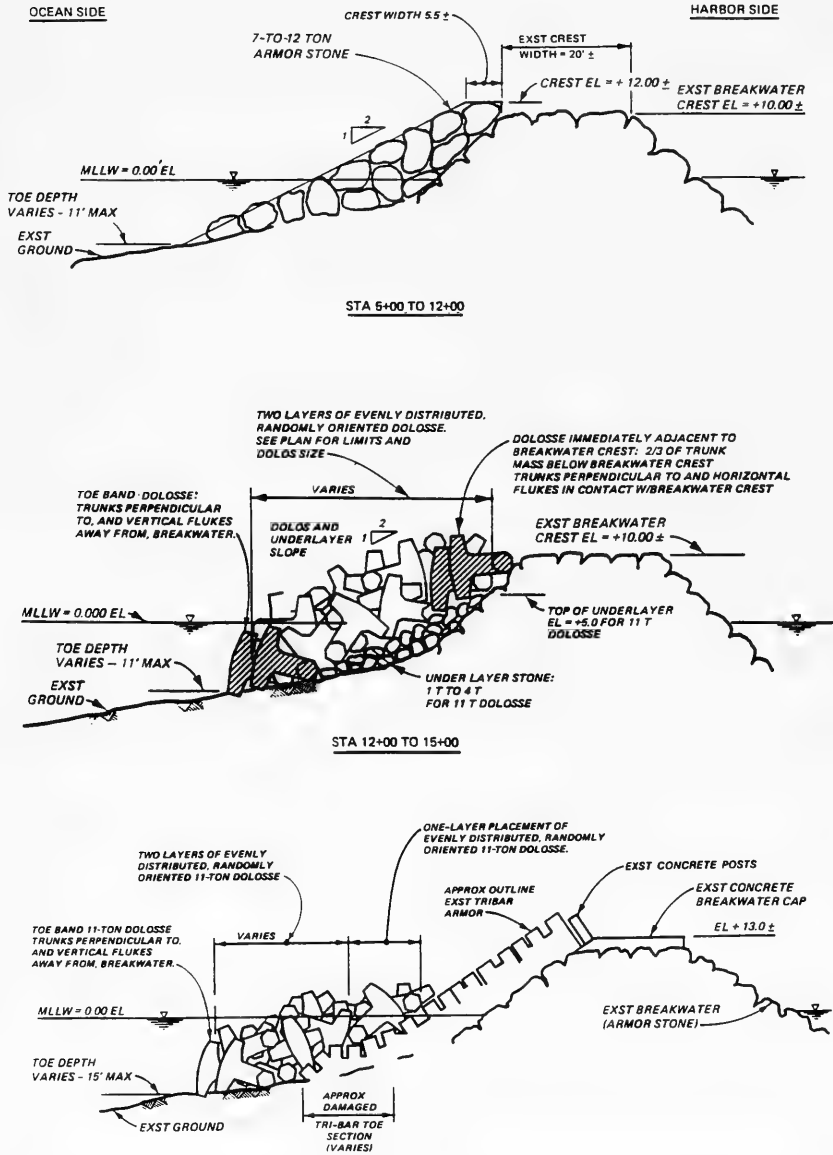 OCEAN SIDE
HARBOR SIDE
CREST WIDTH 5.5 ±
7-TO-12 TON
ARMOR STONE
EXST CREST
WIDTH = 20' ±
CREST EL = + 12.00 ±
EXST BREAKWATER
CREST EL = +10.00 ±
2
1
MLLW = 0.00' EL
TOE DEPTH
VARIES - 11' MAX
EXST
GROUND
STA 5+00 TO 12+00
TWO LAYERS OF EVENLY DISTRIBUTED,
RANDOMLY ORIENTED DOLOSSE.
SEE PLAN FOR LIMITS AND
DOLOS SIZE
DOLOSSE IMMEDIATELY ADJACENT TO
BREAKWATER CREST: 2/3 OF TRUNK
MASS BELOW BREAKWATER CREST
TRUNKS PERPENDICULAR TO AND HORIZONTAL
FLUKES IN CONTACT W/BREAKWATER CREST
TOE BAND DOLOSSE:
TRUNKS PERPENDICULAR
TO, AND VERTICAL FLUKES
AWAY FROM, BREAKWATER.
VARIES
DOLOS AND
UNDERLAYER
SLOPE
2
1
EXST BREAKWATER
CREST EL = +10.00 ±
MLLW = 0.000 EL
TOP OF UNDERLAYER
EL = +5.0 FOR 11 T
DOLOSSE
TOE DEPTH
VARIES - 11' MAX
EXST
GROUND
UNDER LAYER STONE:
1 T TO 4 T
FOR 11 T DOLOSSE
STA 12+00 TO 15+00
TWO LAYERS OF EVENLY
DISTRIBUTED, RANDOMLY
ORIENTED 11-TON DOLOSSE
ONE-LAYER PLACEMENT OF
EVENLY DISTRIBUTED, RANDOMLY
ORIENTED 11-TON DOLOSSE.
EXST CONCRETE POSTS
APPROX OUTLINE
EXST TRIBAR
ARMOR
EXST CONCRETE
BREAKWATER CAP
TOE BAND 11-TON DOLOSSE
TRUNKS PERPENDICULAR TO,
AND VERTICAL FLUKES
AWAY FROM, BREAKWATER.
VARIES
EL + 13.0 ±
MLLW = 0.00 EL
EXST BREAKWATER
(ARMOR STONE)
TOE DEPTH
VARIES - 15' MAX
EXST GROUND
APPROX
DAMAGED
TRI-BAR TOE
SECTION
(VARIES)